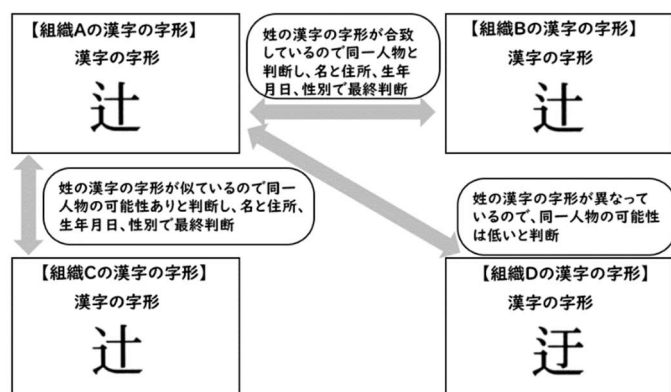 【組織Aの漢字の字形】
漢字の字形
辻
姓の漢字の字形が合致
しているので同一人物と
判断し、名と住所、生年
月日、性別で最終判断
【組織Bの漢字の字形】
漢字の字形
辻
姓の漢字の字形が似ているので同一
人物の可能性ありと判断し、名と住所、
生年月日、性別で最終判断
姓の漢字の字形が異なって
いるので、同一人物の可能性
は低いと判断
【組織Cの漢字の字形】
漢字の字形
辻
【組織Dの漢字の字形】
漢字の字形
迂